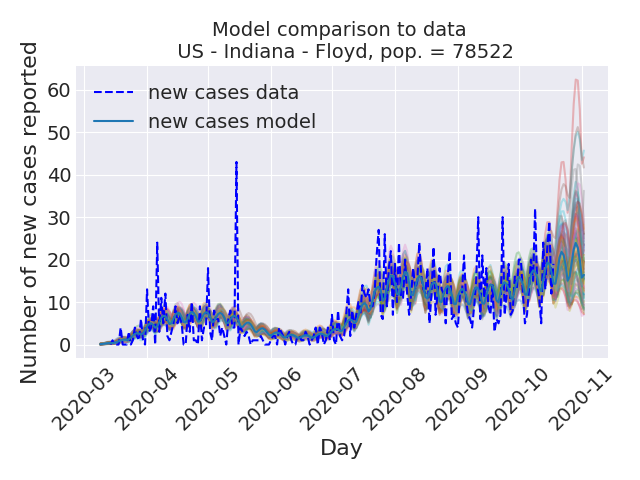 Model comparison to data
US - Indiana - Floyd, pop. = 78522
Number of new cases reported
60
50
40
30
20
10
0
new cases data
new cases model
2020-03
2020-04
2020-05
2020-06
2020-07
2020-08
2020-09
2020-10
2020-11
Day